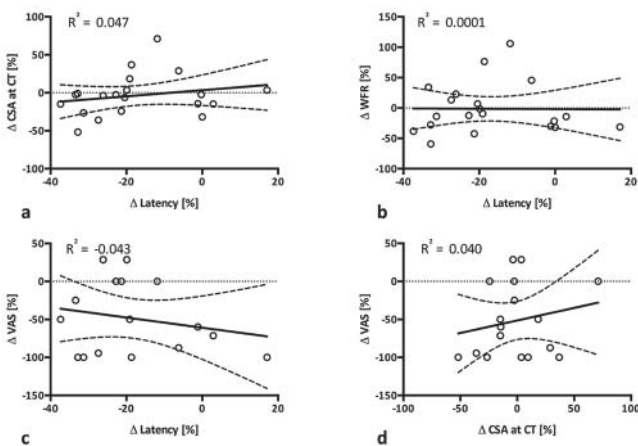 R² = 0.047
Δ CSA at CT [%]
100
50
0
-50
-100
-40
-20
0
20
Δ Latency [%]
a
R² = 0.0001
Δ WFR [%]
150
100
50
0
-50
-100
-40
-20
0
20
Δ Latency [%]
b
R² = -0.043
Δ VAS [%]
50
0
-50
-100
-150
-40
-20
0
20
Δ Latency [%]
c
R² = 0.040
Δ VAS [%]
50
0
-50
-100
-150
-100
-50
0
50
100
Δ CSA at CT [%]
d